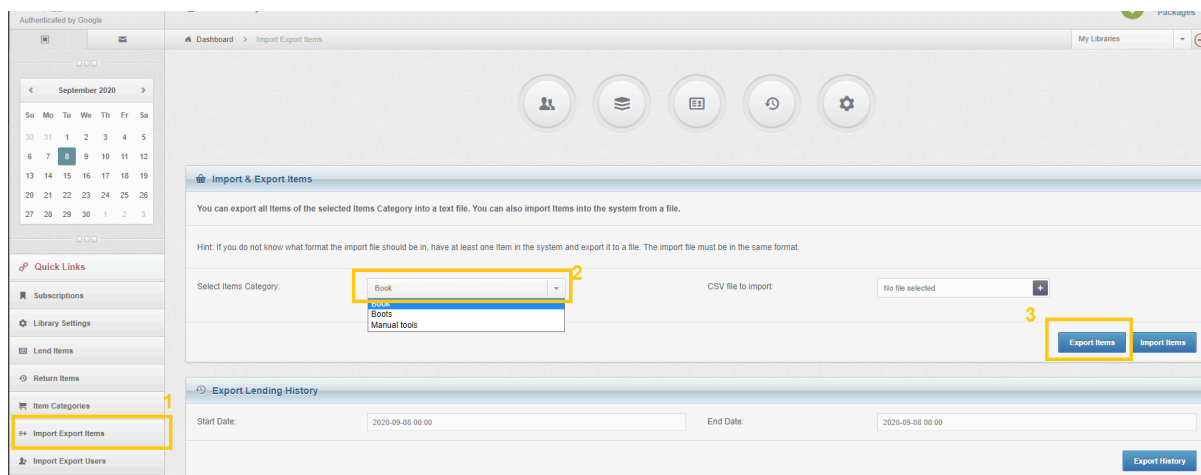 Authenticated by Google
Packages
Dashboard > Import Export Items
My Libraries
September 2020
Su Mo Tu We Th Fr Sa
30 31 1 2 3 4 5
6 7 8 9 10 11 12
13 14 15 16 17 18 19
20 21 22 23 24 25 26
27 28 29 30 1 2 3
Quick Links
Subscriptions
Library Settings
Lend Items
Return Items
Item Categories
1
Import Export Items
Import Export Users
Import & Export Items
You can export all Items of the selected Items Category into a text file. You can also import Items into the system from a file.
Hint: If you do not know what format the import file should be in, have at least one Item in the system and export it to a file. The import file must be in the same format.
2
Select Items Category:
Book
Book
Boots
Manual tools
CSV file to import:
No file selected
3
Export Items
Import Items
Export Lending History
Start Date:
2020-09-08 00:00
End Date:
2020-09-08 00:00
Export History